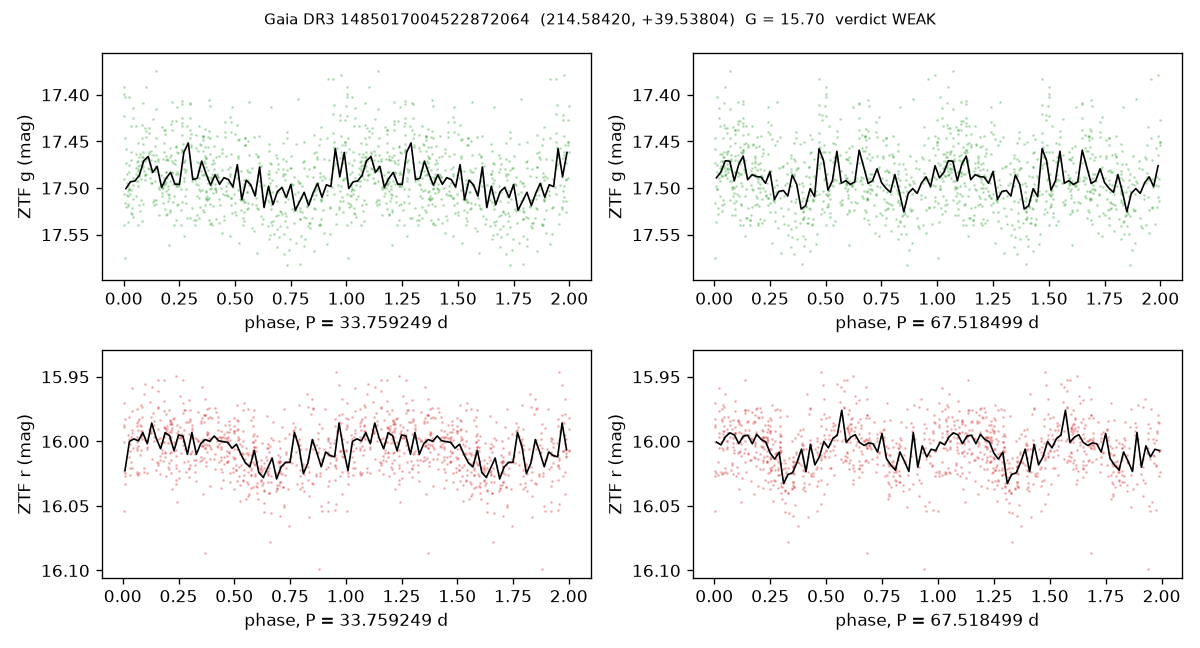 Gaia DR3 1485017004522872064  (214.58420, +39.53804)  G = 15.70  verdict WEAK
ZTF g (mag)
17.40
17.45
17.50
17.55
0.00 0.25 0.50 0.75 1.00 1.25 1.50 1.75 2.00
phase, P = 33.759249 d
ZTF g (mag)
17.40
17.45
17.50
17.55
0.00 0.25 0.50 0.75 1.00 1.25 1.50 1.75 2.00
phase, P = 67.518499 d
ZTF r (mag)
15.95
16.00
16.05
16.10
0.00 0.25 0.50 0.75 1.00 1.25 1.50 1.75 2.00
phase, P = 33.759249 d
ZTF r (mag)
15.95
16.00
16.05
16.10
0.00 0.25 0.50 0.75 1.00 1.25 1.50 1.75 2.00
phase, P = 67.518499 d